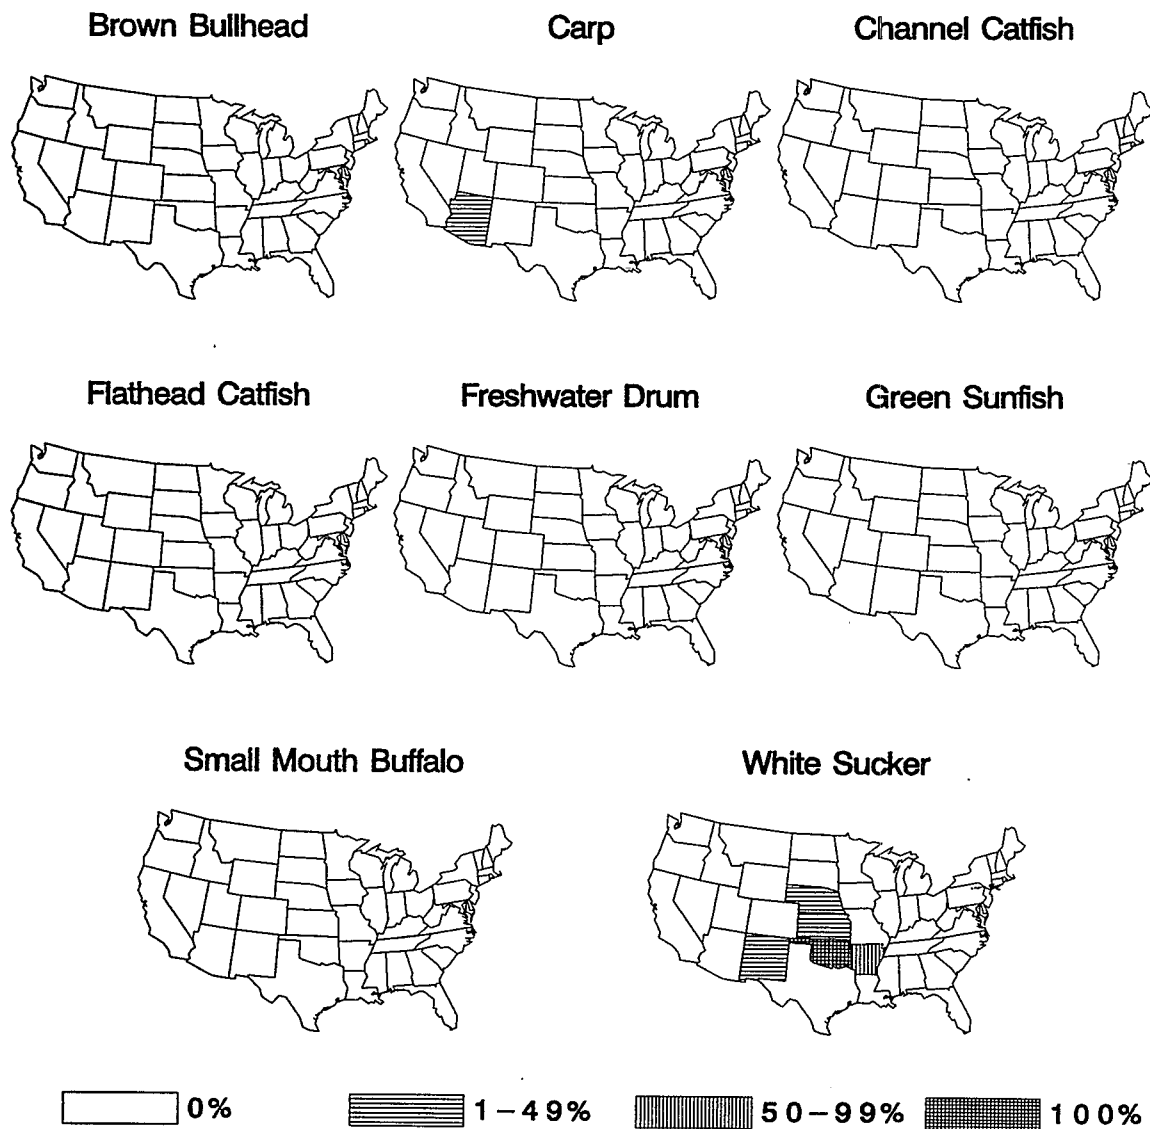 Brown Bullhead Carp Channel Catfish
Flathead Catfish Freshwater Drum Green Sunfish
Small Mouth Buffalo White Sucker
0% 1-49% 50-99% 100%